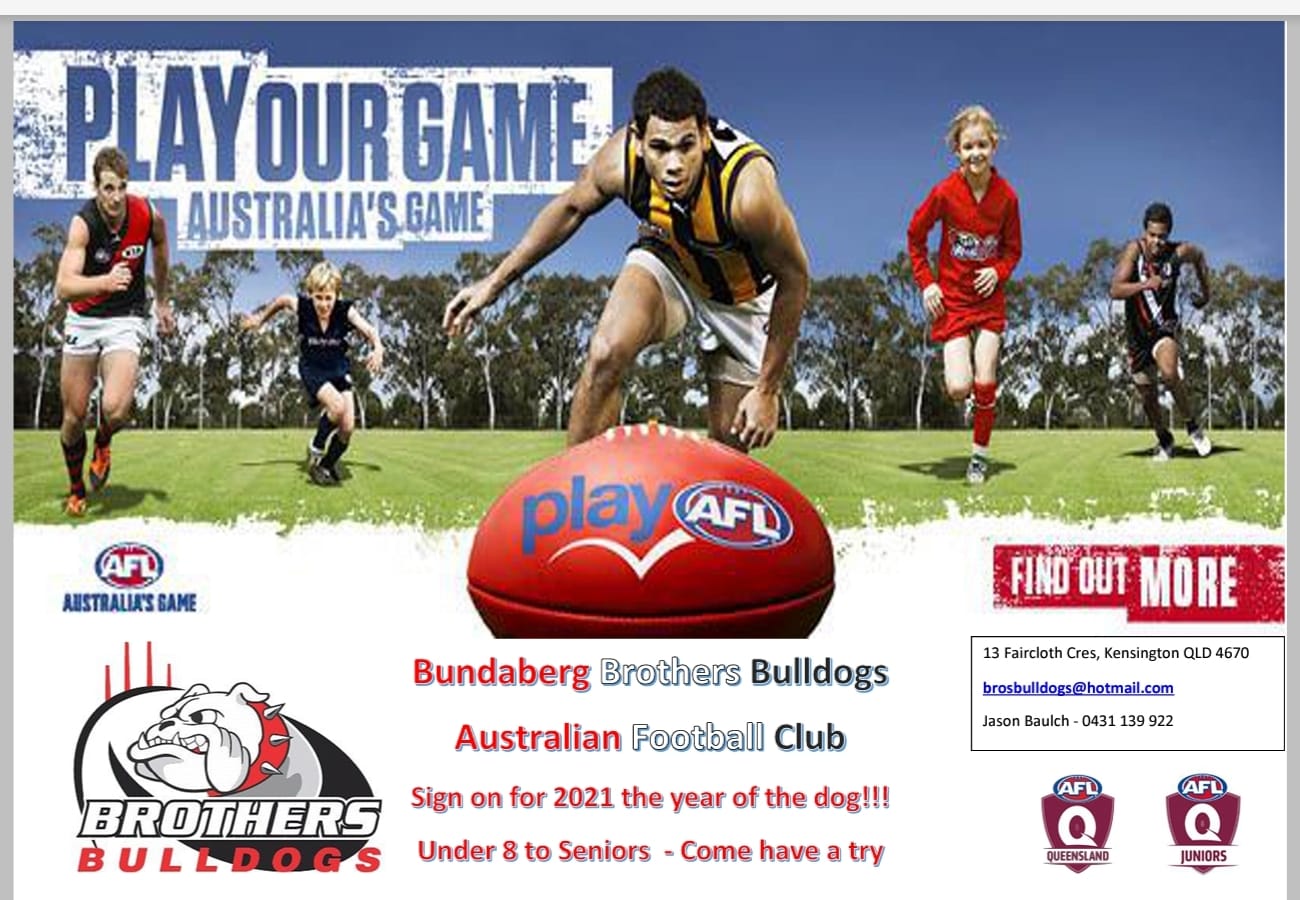 PLAY OUR GAME
AUSTRALIA'S GAME
play AFL
AFL
AUSTRALIA'S GAME
FIND OUT MORE
13 Faircloth Cres, Kensington QLD 4670
brosbulldogs@hotmail.com
Jason Baulch - 0431 139 922
Bundaberg Brothers Bulldogs
Australian Football Club
Sign on for 2021 the year of the dog!!!
Under 8 to Seniors - Come have a try
BROTHERS
BULLDOGS
AFL
Q
QUEENSLAND
AFL
Q
JUNIORS